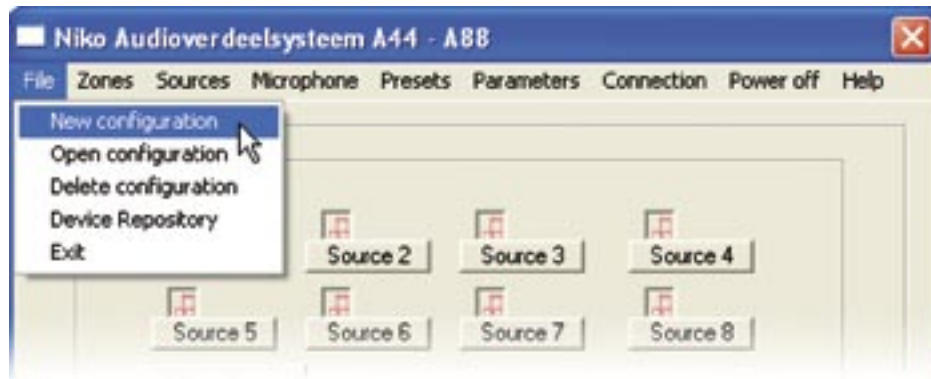 Niko Audioverdeelsysteem A44 - A88
File Zones Sources Microphone Presets Parameters Connection Power off Help
New configuration
Open configuration
Delete configuration
Device Repository
Exit
Source 2 Source 3 Source 4
Source 5 Source 6 Source 7 Source 8